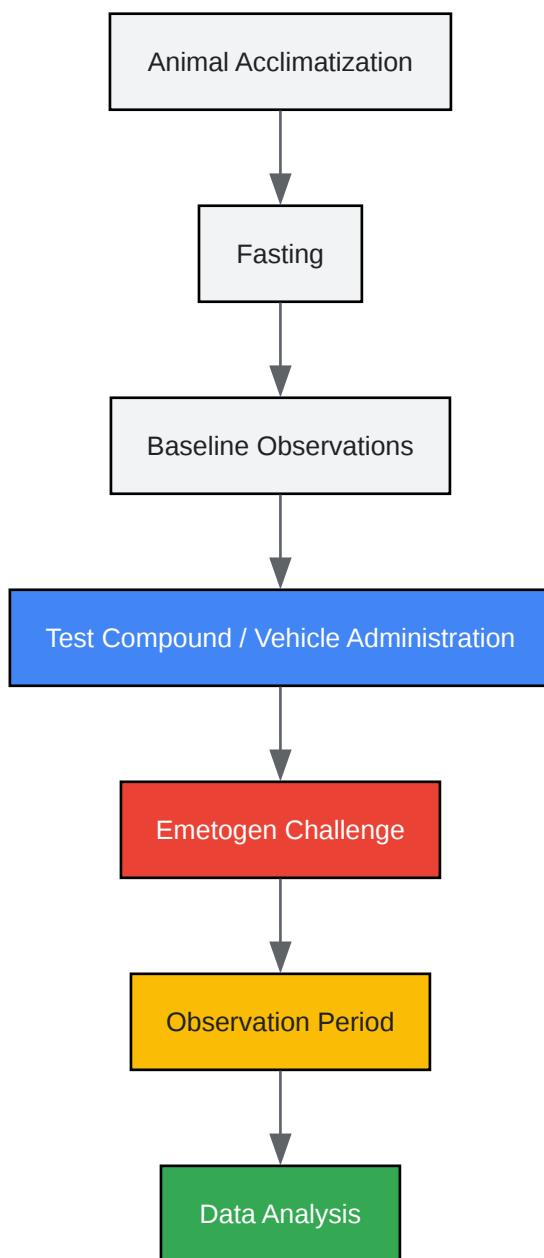 Animal Acclimatization
Fasting
Baseline Observations
Test Compound / Vehicle Administration
Emetogen Challenge
Observation Period
Data Analysis